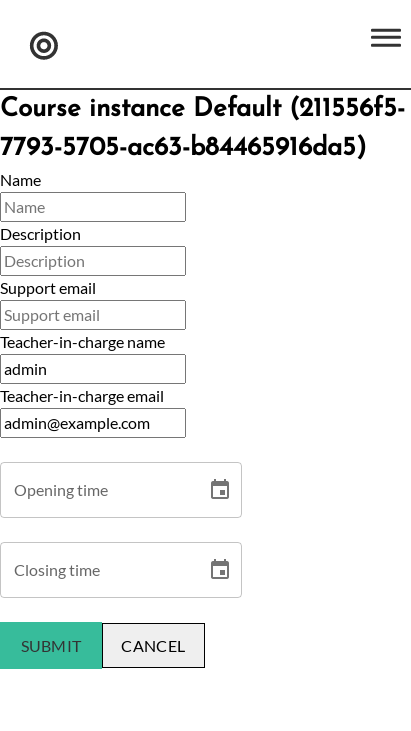 Course instance Default (211556f5-
7793-5705-ac63-b84465916da5)
Name
Name
Description
Description
Support email
Support email
Teacher-in-charge name
admin
Teacher-in-charge email
admin@example.com
Opening time
Closing time
SUBMIT CANCEL